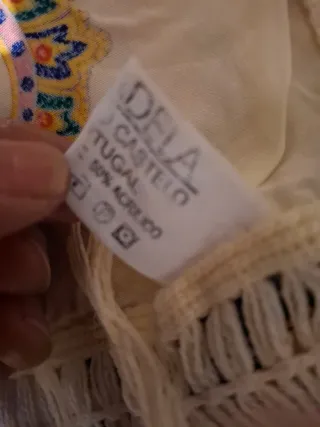 DELA
CASTELO
TUGAL
50% ACRILICO